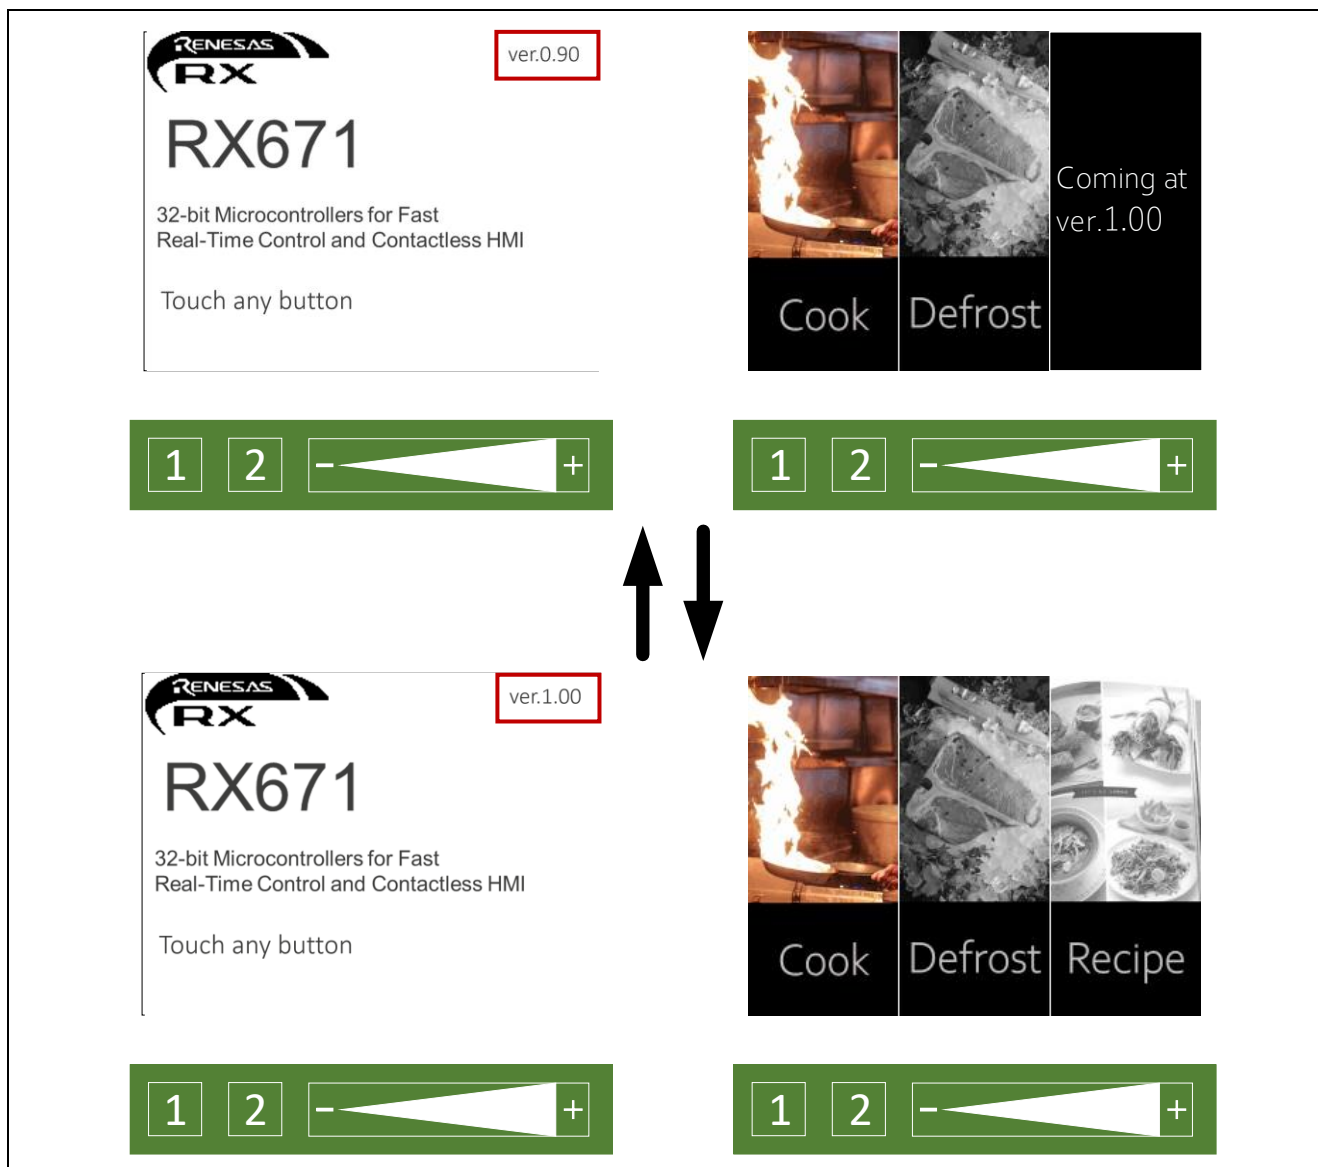 RENESAS
RX
ver.0.90
RX671
32-bit Microcontrollers for Fast
Real-Time Control and Contactless HMI
Touch any button
Coming at
ver.1.00
Cook
Defrost
1
2
-
+
1
2
-
+
RENESAS
RX
ver.1.00
RX671
32-bit Microcontrollers for Fast
Real-Time Control and Contactless HMI
Touch any button
Cook
Defrost
Recipe
1
2
-
+
1
2
-
+